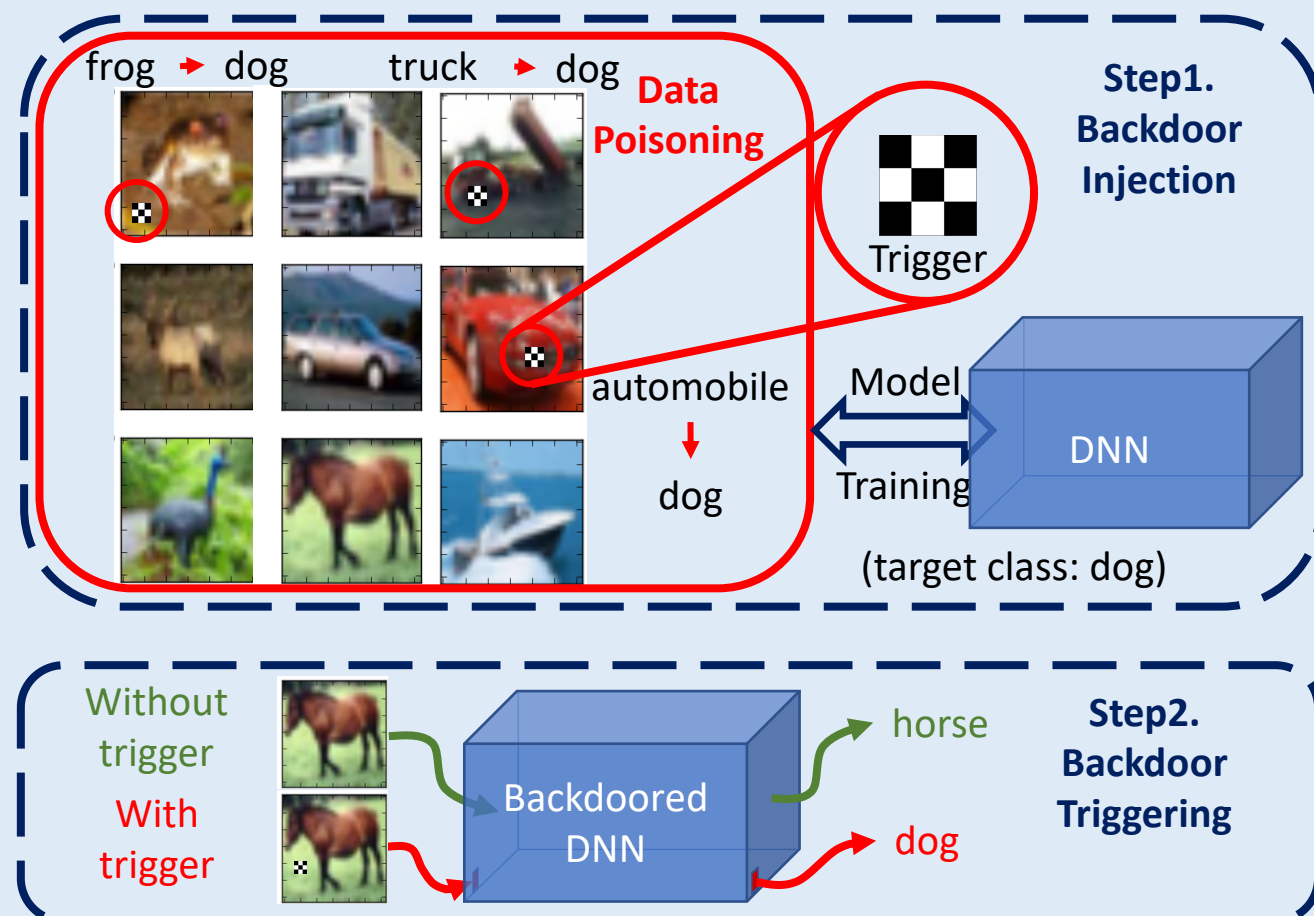 frog → dog
truck → dog
Data
Poisoning
Step1.
Backdoor
Injection
Trigger
automobile
↓
dog
Model
Training
DNN
(target class: dog)
Without
trigger
With
trigger
Backdoored
DNN
horse
dog
Step2.
Backdoor
Triggering